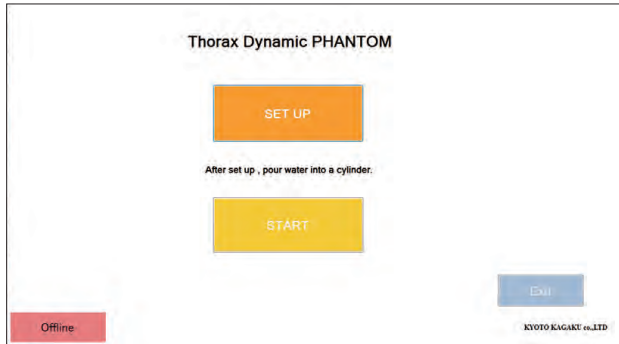 Thorax Dynamic PHANTOM
SET UP
After set up , pour water into a cylinder.
START
Exit
Offline
KYOTO KAGAKU co.,LTD